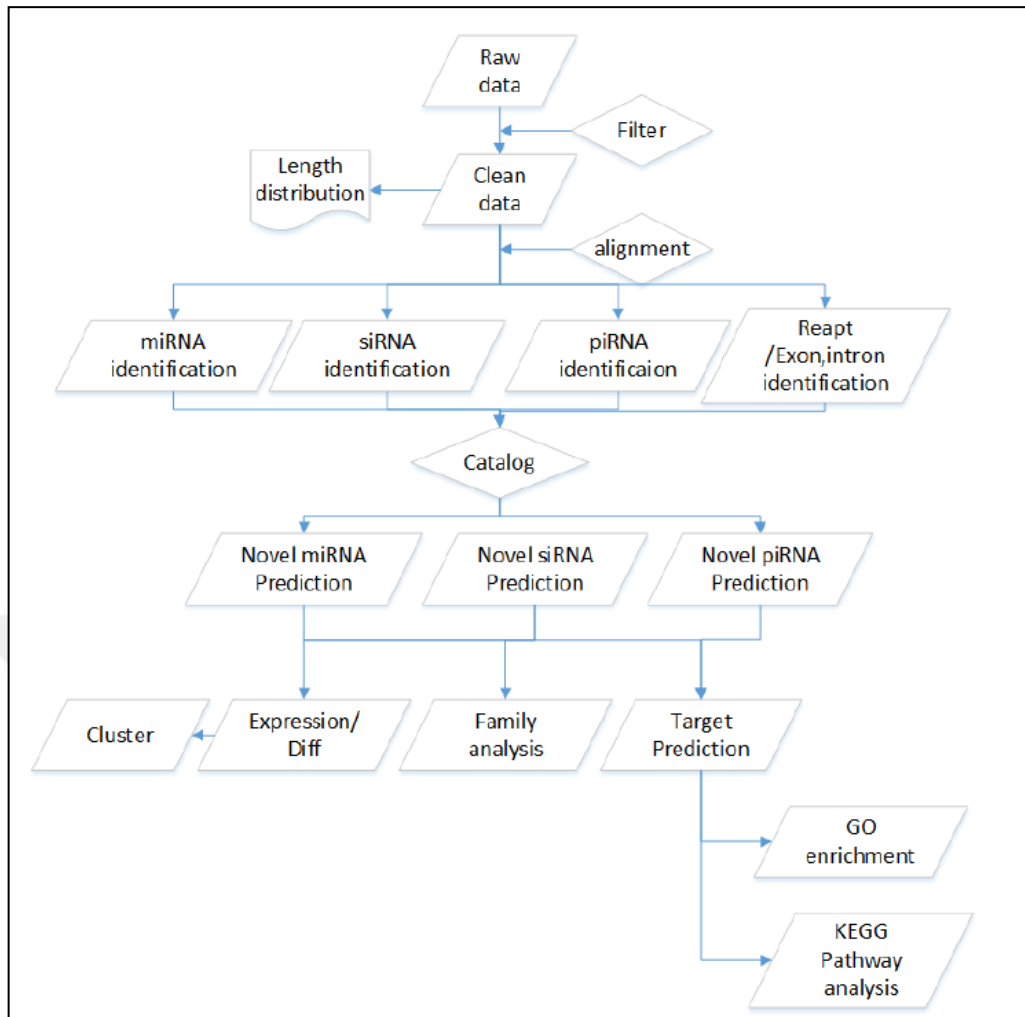 Raw
data
Filter
Length
distribution
Clean
data
alignment
miRNA
identification
siRNA
identification
piRNA
identificaion
Reapt
/Exon,intron
identification
Catalog
Novel miRNA
Prediction
Novel siRNA
Prediction
Novel piRNA
Prediction
Cluster
Expression/
Diff
Family
analysis
Target
Prediction
GO
enrichment
KEGG
Pathway
analysis